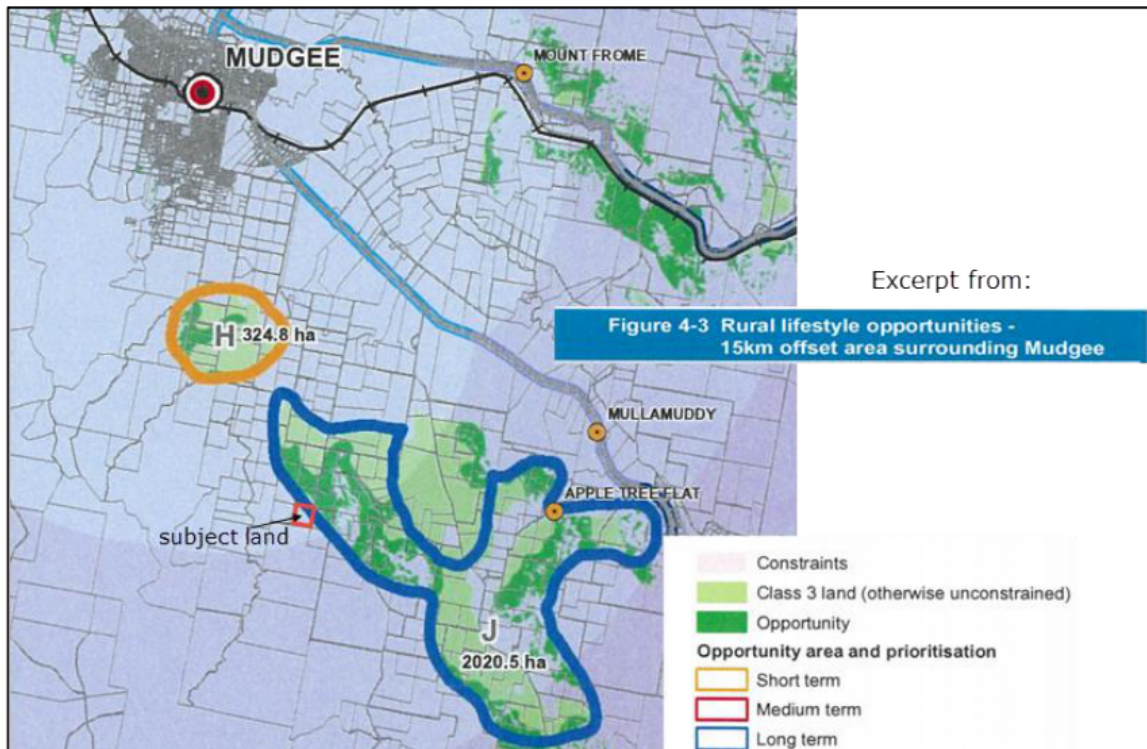 MUDGEE
MOUNT FROME
Excerpt from:
Figure 4-3 Rural lifestyle opportunities -
15km offset area surrounding Mudgee
H 324.8 ha
MULLAMUDDY
APPLE TREE FLAT
subject land
J
2020.5 ha
Constraints
Class 3 land (otherwise unconstrained)
Opportunity
Opportunity area and prioritisation
Short term
Medium term
Long term